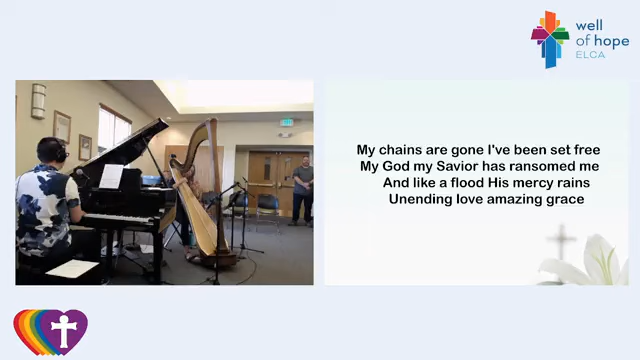 well
of hope
ELCA
My chains are gone I've been set free
My God my Savior has ransomed me
And like a flood His mercy rains
Unending love amazing grace